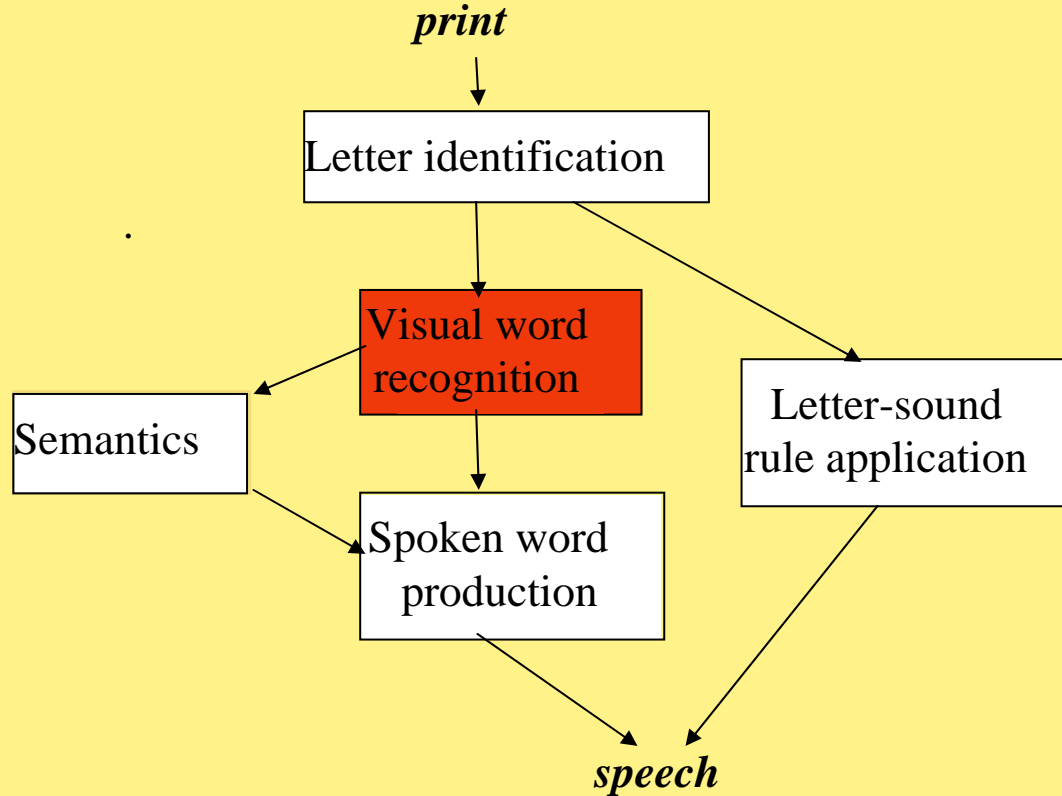 print
Letter identification
.
Visual word
recognition
Letter-sound
rule application
Semantics
Spoken word
production
speech